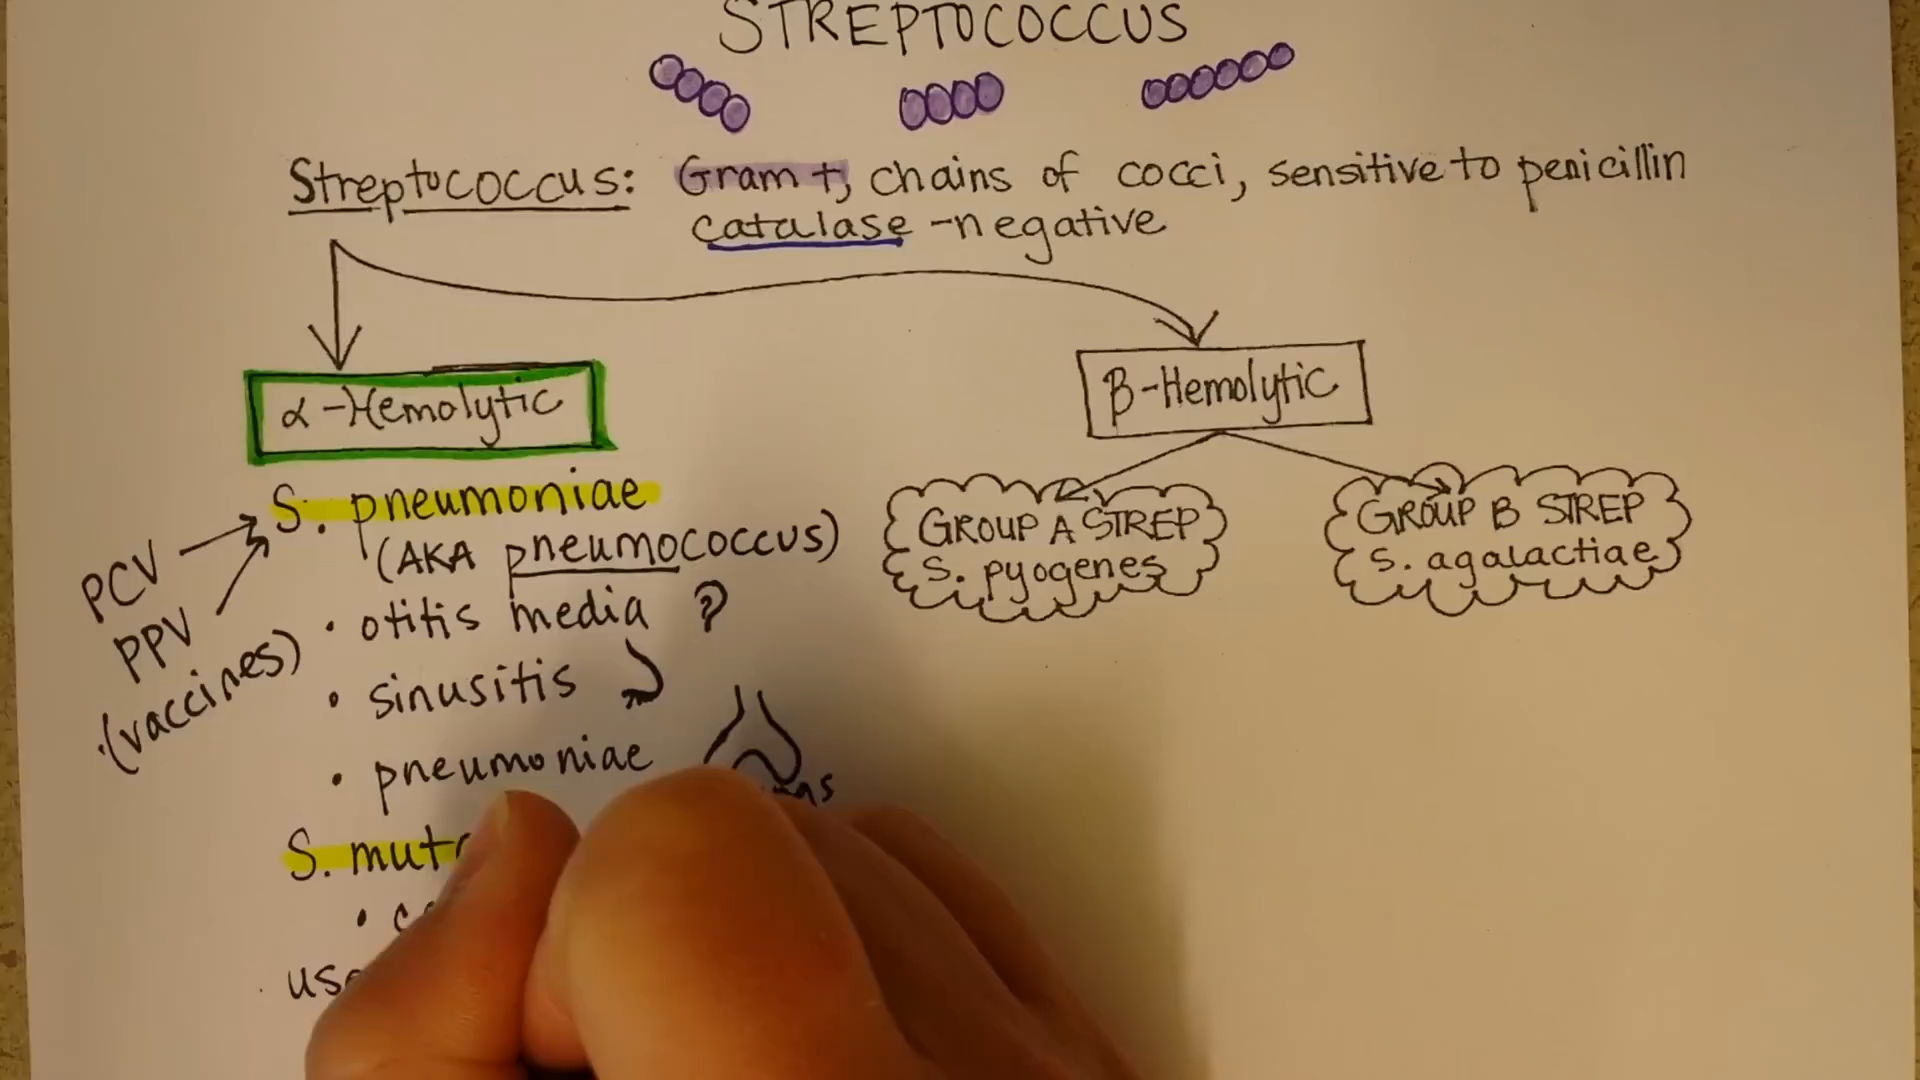 STREPTOCOCCUS
Streptococcus: Gram +, chains of cocci, sensitive to penicillin
catalase-negative
α-Hemolytic
β-Hemolytic
S. pneumoniae
(AKA pneumococcus)
PCV
PPV
(vaccines)
• otitis media
• sinusitis
• pneumoniae
S.
GROUP A STREP
S. pyogenes
GROUP B STREP
S. agalactiae